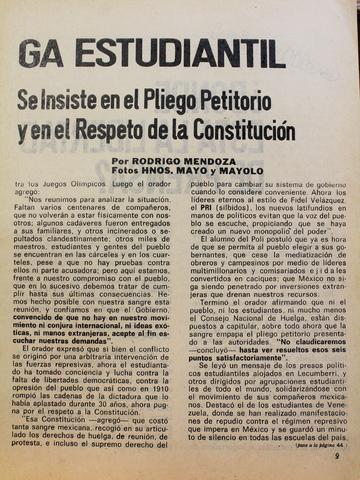 GA ESTUDIANTIL
Se Insiste en el Pliego Petitorio
y en el Respeto de la Constitución
Por RODRIGO MENDOZA
Fotos HNOS. MAYO y MAYOLO
tra los Juegos Olímpicos. Luego el orador
agregó:
"Nos reunimos para analizar la situación.
Faltan varios centenares de compañeros,
que no volverán a estar físicamente con nos-
otros; algunos cadáveres fueron entregados
a sus familiares, y otros incinerados o se-
pultados clandestinamente; otros miles de
maestros, estudiantes y gentes del pueblo
se encuentran en las cárceles y en los cuar-
teles, pese a que no hay pruebas contra
ellos ni parte acusadora; pero aquí estamos,
frente a nuestro compromiso con el pueblo,
que en lo sucesivo debemos tratar de cum-
plir hasta sus últimas consecuencias. He-
mos hecho posible con nuestra sangre esta
reunión, y confiamos en que el Gobierno
convencido de que no hay en nuestro movi-
miento ni conjura internacional, ni ideas exó-
ticas, ni manos extranjeras, acepte al fin es-
cuchar nuestras demandas".
El orador expresó que si bien el conflicto
se originó por una arbitraria intervención de
las fuerzas represivas, ahora el estudianta-
do ha tomado conciencia y lucha contra la
falta de libertades democráticas, contra la
opresión del pueblo que así como en 1910
rompió las cadenas de la dictadura que lo
había aplastado durante 30 años, ahora pug-
na por el respeto a la Constitución.
"Esa Constitución —agregó— que costó
tanta sangre mexicana, recogió en su articu-
lado los derechos de huelga, de reunión, de
protesta, e incluso el supremo derecho del
pueblo para cambiar su sistema de gobierno
cuando lo considere conveniente. Ahora los
líderes eternos al estilo de Fidel Velázquez,
el PRI (silbidos), los nuevos latifundios en
manos de políticos evitan que la voz del pue-
blo se escuche, propiciando que se haya
creado un nuevo monopolio del poder".
El alumno del Poli postuló que ya es hora
de que se permita al pueblo elegir a sus go-
bernantes, que cese la mediatización de
obreros y campesinos por medio de líderes
multimillonarios y comisariados ejidales
convertidos en caciques; que México no si-
ga siendo penetrado por inversiones extran-
jeras que drenan nuestros recursos.
Terminó el orador afirmando que ni el
pueblo, ni los estudiantes, ni mucho menos
el Consejo Nacional de Huelga, están dis-
puestos a capitular, sobre todo ahora que la
sangre empapa el pliego petitorio presenta-
do a las autoridades. "No claudicaremos
—concluyó— hasta ver resueltos esos seis
puntos satisfactoriamente".
Se leyó un mensaje de los presos políti-
cos estudiantiles alojados en Lecumberri, y
otros dirigidos por agrupaciones estudianti-
les de todo el mundo, solidarizándose con
el movimiento de sus compañeros mexica-
nos. Destacó el de los estudiantes de Vene-
zuela, donde se han realizado manifestacio-
nes de repudio contra el régimen represivo
que impera en México y se guardó un minu-
to de silencio en todas las escuelas del país.
(pasa a la página 44)
9